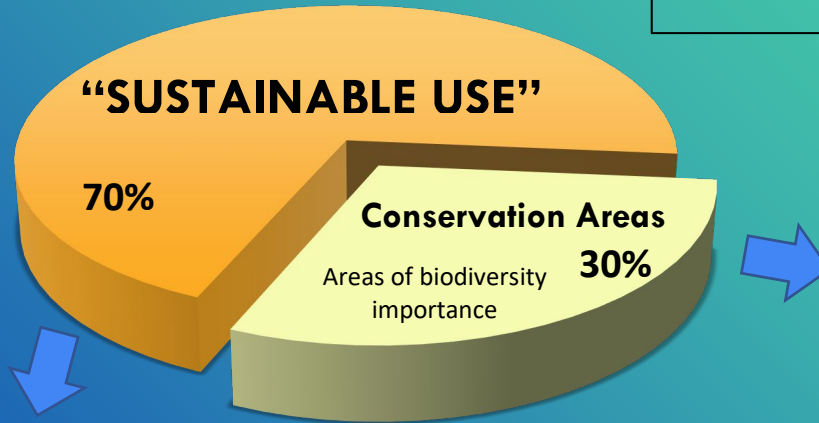 “SUSTAINABLE USE”
70%
Conservation Areas
30%
Areas of biodiversity
importance